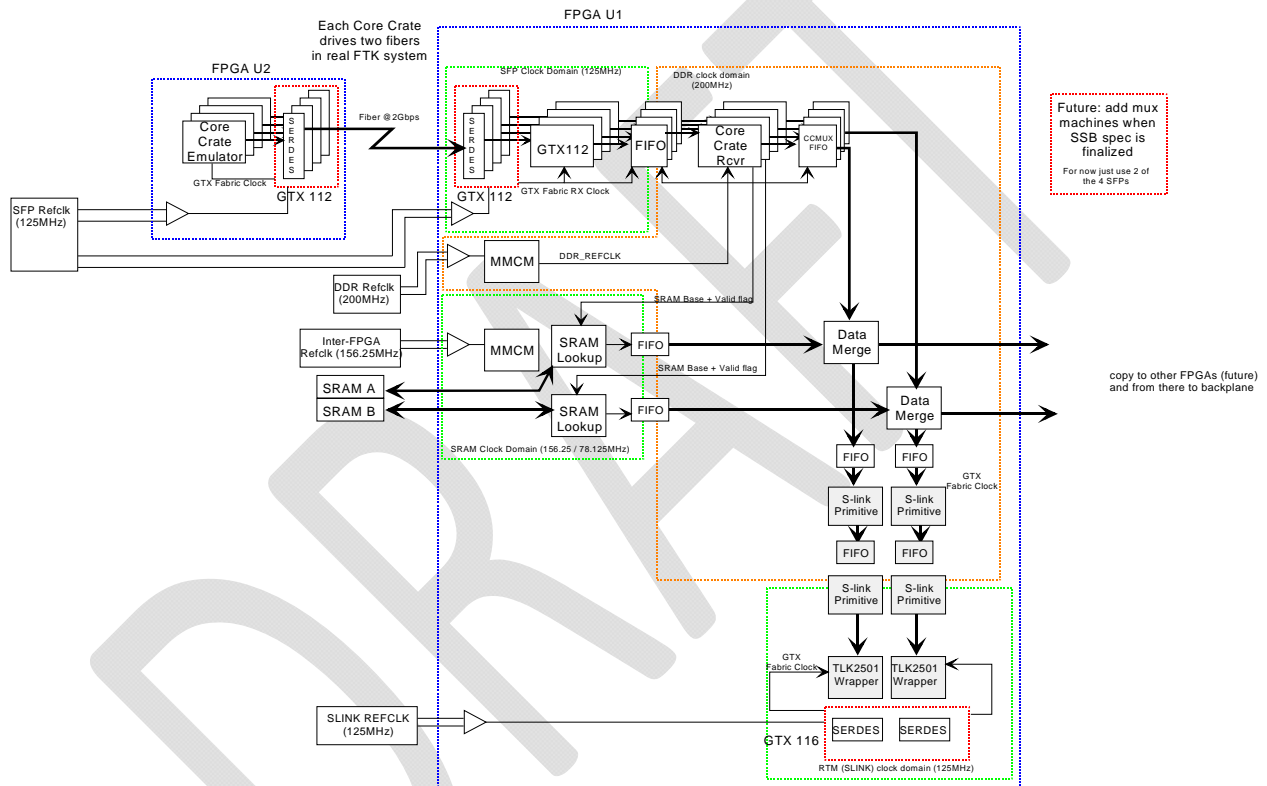 FPGA U1
Each Core Crate
drives two fibers
in real FTK system
FPGA U2
SFP Clock Domain (125MHz)
DDR clock domain
(200MHz)
Core
Crate
Emulator
SERDES
Fiber @2Gbps
GTX Fabric Clock
GTX 112
SERDES
GTX112
FIFO
Core
Crate
Rcvr
CCMUX
FIFO
GTX 112
GTX Fabric RX Clock
Future: add mux
machines when
SSB spec is
finalized
For now just use 2 of
the 4 SFPs
SFP Refclk
(125MHz)
MMCM
DDR_REFCLK
DDR Refclk
(200MHz)
SRAM Base + Valid flag
Inter-FPGA
Refclk (156.25MHz)
MMCM
SRAM
Lookup
FIFO
Data
Merge
SRAM Base + Valid flag
SRAM A
SRAM B
SRAM
Lookup
FIFO
Data
Merge
copy to other FPGAs (future)
and from there to backplane
SRAM Clock Domain (156.25 / 78.125MHz)
FIFO
FIFO
GTX
Fabric Clock
S-link
Primitive
S-link
Primitive
FIFO
FIFO
S-link
Primitive
S-link
Primitive
GTX
Fabric Clock
TLK2501
Wrapper
TLK2501
Wrapper
SLINK REFCLK
(125MHz)
GTX 116
SERDES
SERDES
RTM (SLINK) clock domain (125MHz)
DRAFT